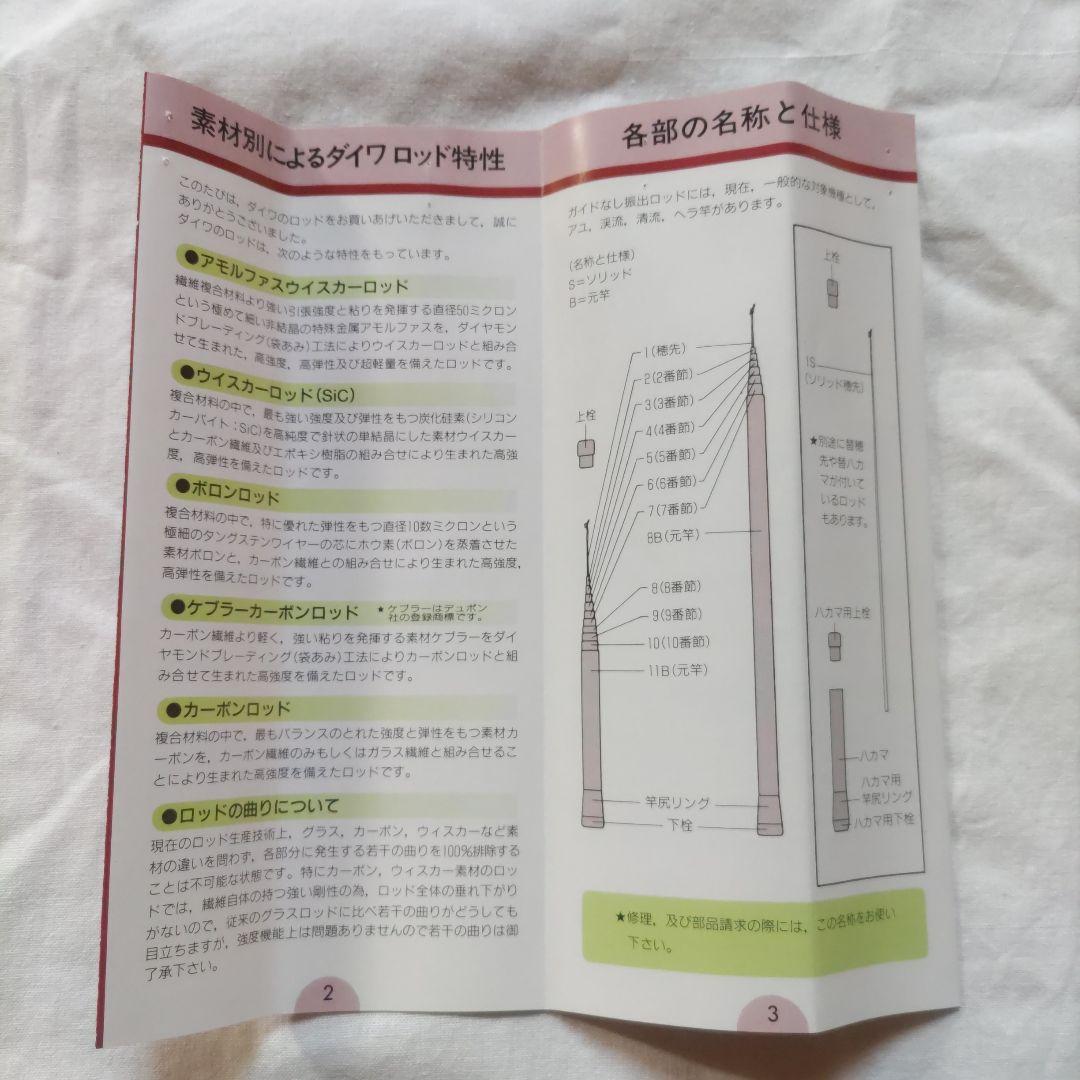 素材別によるダイワ ロッド特性
このたびは，ダイワのロッドをお買いあげいただきまして，誠に
ありがとうございました。
ダイワのロッドは，次のような特性をもっています。
●アモルファスウイスカーロッド
繊維複合材料より強い引張強度と粘りを発揮する直径50ミクロン
という極めて細い非結晶の特殊金属アモルファスを，ダイヤモン
ドブレーディング(袋あみ)工法によりウイスカーロッドと組み合
せて生まれた，高強度，高弾性及び超軽量を備えたロッドです。
●ウイスカーロッド(SiC)
複合材料の中で，最も強い強度及び弾性をもつ炭化硅素(シリコン
カーバイト：SiC)を高純度で針状の単結晶にした素材ウイスカー
とカーボン繊維及びエポキシ樹脂の組み合せにより生まれた高強
度，高弾性を備えたロッドです。
●ボロンロッド
複合材料の中で，特に優れた弾性をもつ直径10数ミクロンという
極細のタングステンワイヤーの芯にホウ素(ボロン)を蒸着させた
素材ボロンと，カーボン繊維との組み合せにより生まれた高強度，
高弾性を備えたロッドです。
●ケブラーカーボンロッド ★ケブラーはデュポン
社の登録商標です。
カーボン繊維より軽く，強い粘りを発揮する素材ケブラーをダイ
ヤモンドブレーディング(袋あみ)工法によりカーボンロッドと組
み合せて生まれた高強度を備えたロッドです。
●カーボンロッド
複合材料の中で，最もバランスのとれた強度と弾性をもつ素材カ
ーボンを，カーボン繊維のみもしくはガラス繊維と組み合せるこ
とにより生まれた高強度を備えたロッドです。
●ロッドの曲りについて
現在のロッド生産技術上，グラス，カーボン，ウィスカーなど素
材の違いを問わず，各部分に発生する若干の曲りを100％排除する
ことは不可能な状態です。特にカーボン，ウィスカー素材のロッ
ドでは，繊維自体の持つ強い剛性の為，ロッド全体の垂れ下がり
がないので，従来のグラスロッドに比べ若干の曲りがどうしても
目立ちますが，強度機能上は問題ありませんので若干の曲りは御
了承下さい。
2
各部の名称と仕様
ガイドなし振出ロッドには，現在，一般的な対象機種として，
アユ，渓流，清流，ヘラ竿があります。
(名称と仕様)
S＝ソリッド
B＝元竿
上栓
1(穂先)
2(2番節)
3(3番節)
4(4番節)
5(5番節)
6(6番節)
7(7番節)
8B(元竿)
8(8番節)
9(9番節)
10(10番節)
11B(元竿)
竿尻リング
下栓
上栓
1S
(ソリッド穂先)
★別途に替穂
先や替ハカ
マが付いて
いるロッド
もあります。
ハカマ用上栓
ハカマ
ハカマ用
竿尻リング
ハカマ用下栓
★修理，及び部品請求の際には，この名称をお使い
下さい。
3